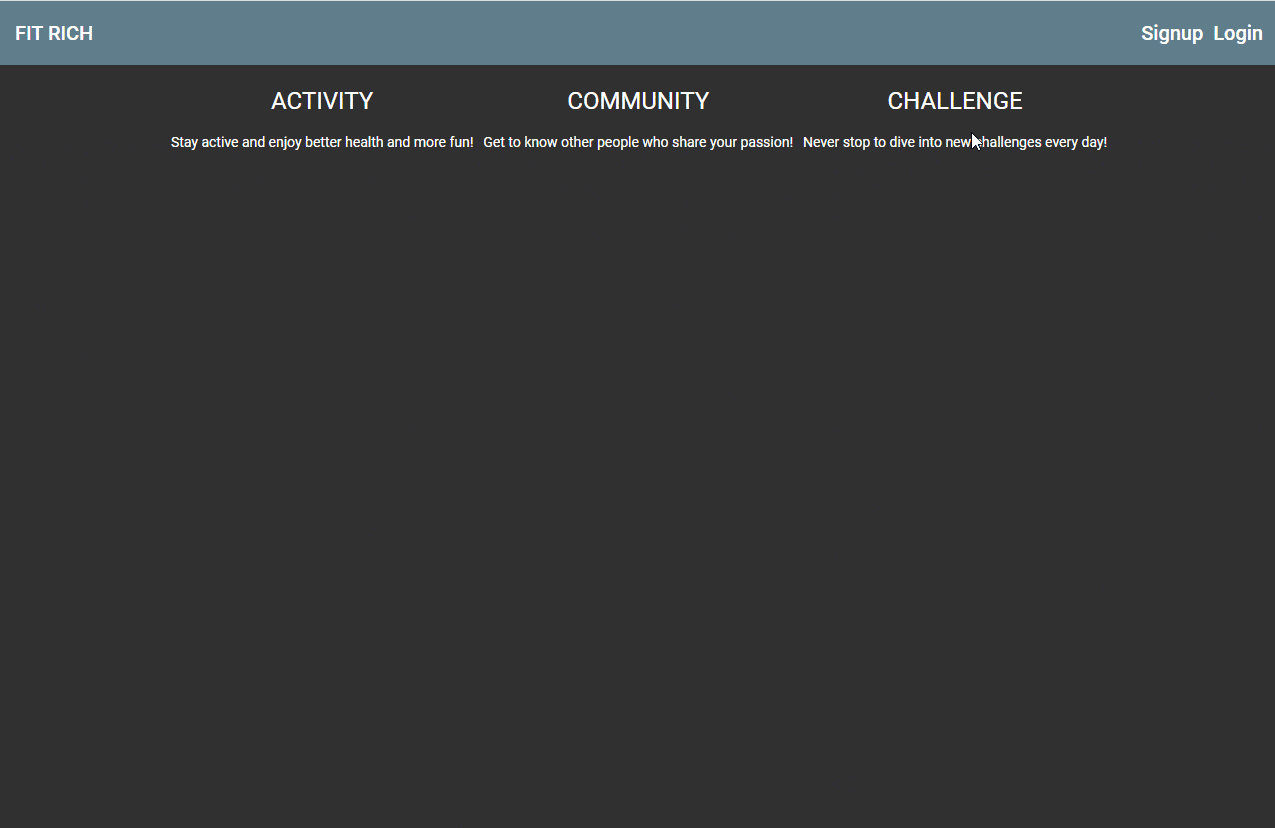 FIT RICH
Signup Login
ACTIVITY
COMMUNITY
CHALLENGE
Stay active and enjoy better health and more fun!
Get to know other people who share your passion!
Never stop to dive into new challenges every day!